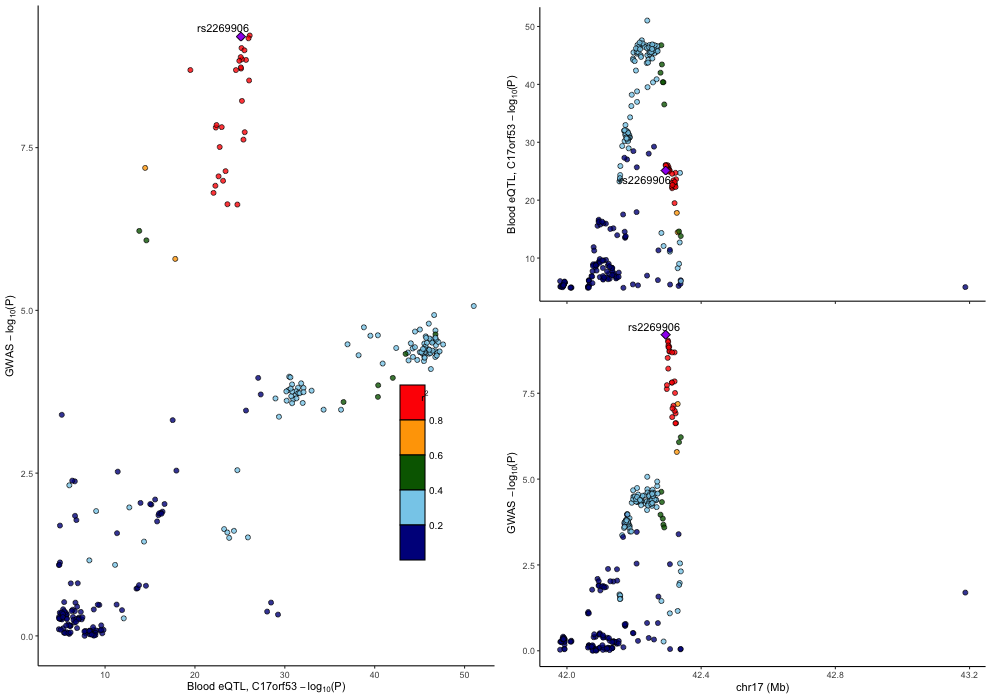 rs2269906
7.5
5.0
2.5
0.0
GWAS −log10(P)
10
20
30
40
50
Blood eQTL, C17orf53 −log10(P)
r2
0.8
0.6
0.4
0.2
50
40
30
20
10
Blood eQTL, C17orf53 −log10(P)
rs2269906
rs2269906
7.5
5.0
2.5
0.0
GWAS −log10(P)
42.0
42.4
42.8
43.2
chr17 (Mb)